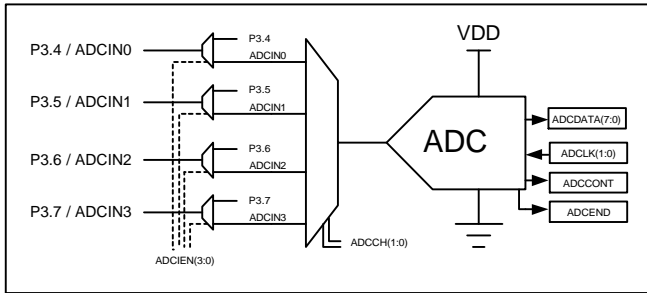 VDD
P3.4 / ADCIN0
P3.4
ADCIN0
P3.5 / ADCIN1
P3.5
ADCIN1
P3.6 / ADCIN2
P3.6
ADCIN2
P3.7 / ADCIN3
P3.7
ADCIN3
ADC
ADCDATA(7:0)
ADCLK(1:0)
ADCCONT
ADCEND
ADCIEN(3:0)
ADCCH(1:0)